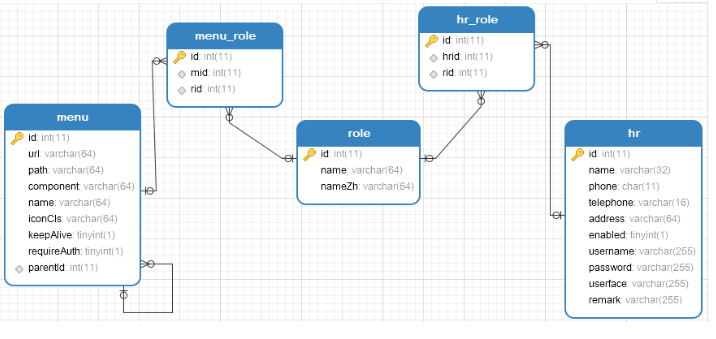 menu_role
id: int(11)
mid: int(11)
rid: int(11)
hr_role
id: int(11)
hrid: int(11)
rid: int(11)
menu
id: int(11)
url: varchar(64)
path: varchar(64)
component: varchar(64)
name: varchar(64)
iconCls: varchar(64)
keepAlive: tinyint(1)
requireAuth: tinyint(1)
parentId: int(11)
role
id: int(11)
name: varchar(64)
nameZh: varchar(64)
hr
id: int(11)
name: varchar(32)
phone: char(11)
telephone: varchar(16)
address: varchar(64)
enabled: tinyint(1)
username: varchar(255)
password: varchar(255)
userface: varchar(255)
remark: varchar(255)